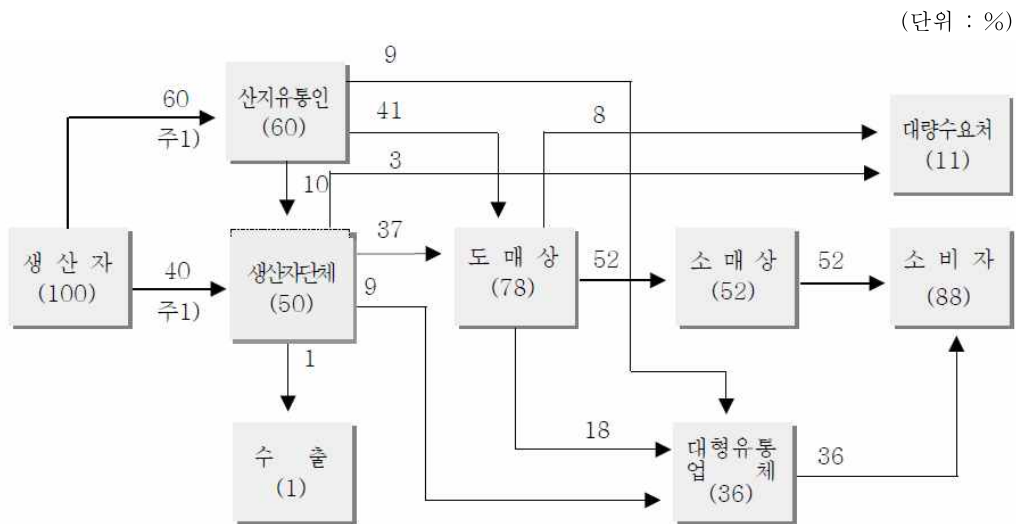 (단위 : %)
9
60
주1)
산지유통인
(60)
41
8
대량수요처
(11)
3
10
생 산 자
(100)
40
주1)
생산자단체
(50)
37
9
도 매 상
(78)
52
소 매 상
(52)
52
소 비 자
(88)
1
18
수 출
(1)
대형유통
업 체
(36)
36